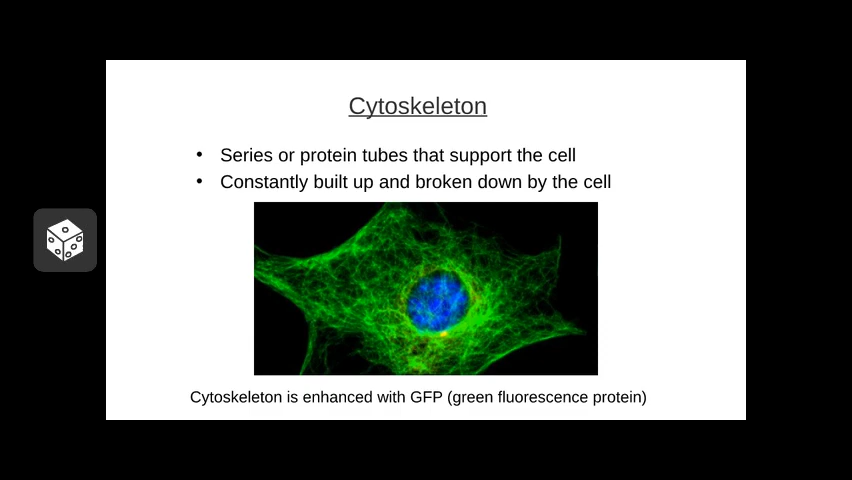 Cytoskeleton
• Series or protein tubes that support the cell
• Constantly built up and broken down by the cell
Cytoskeleton is enhanced with GFP (green fluorescence protein)